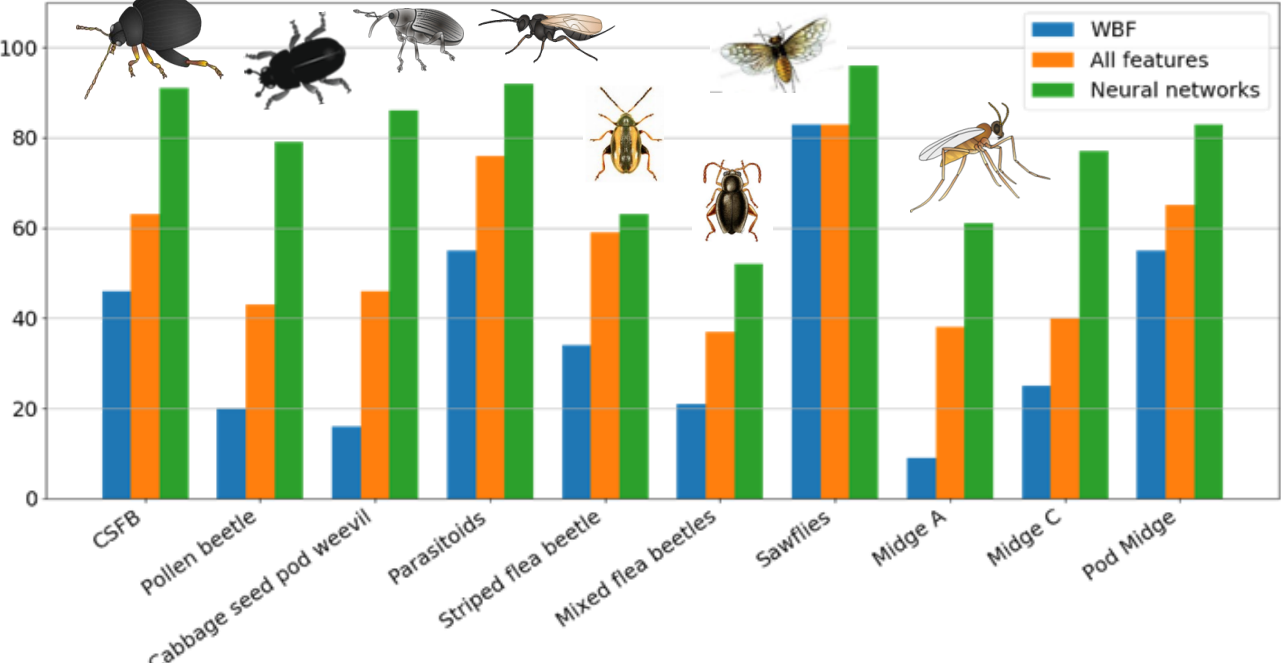 WBF
All features
Neural networks
100
80
60
40
20
0
CSFB
Pollen beetle
Cabbage seed pod weevil
Parasitoids
Striped flea beetle
Mixed flea beetles
Sawflies
Midge A
Midge C
Pod Midge